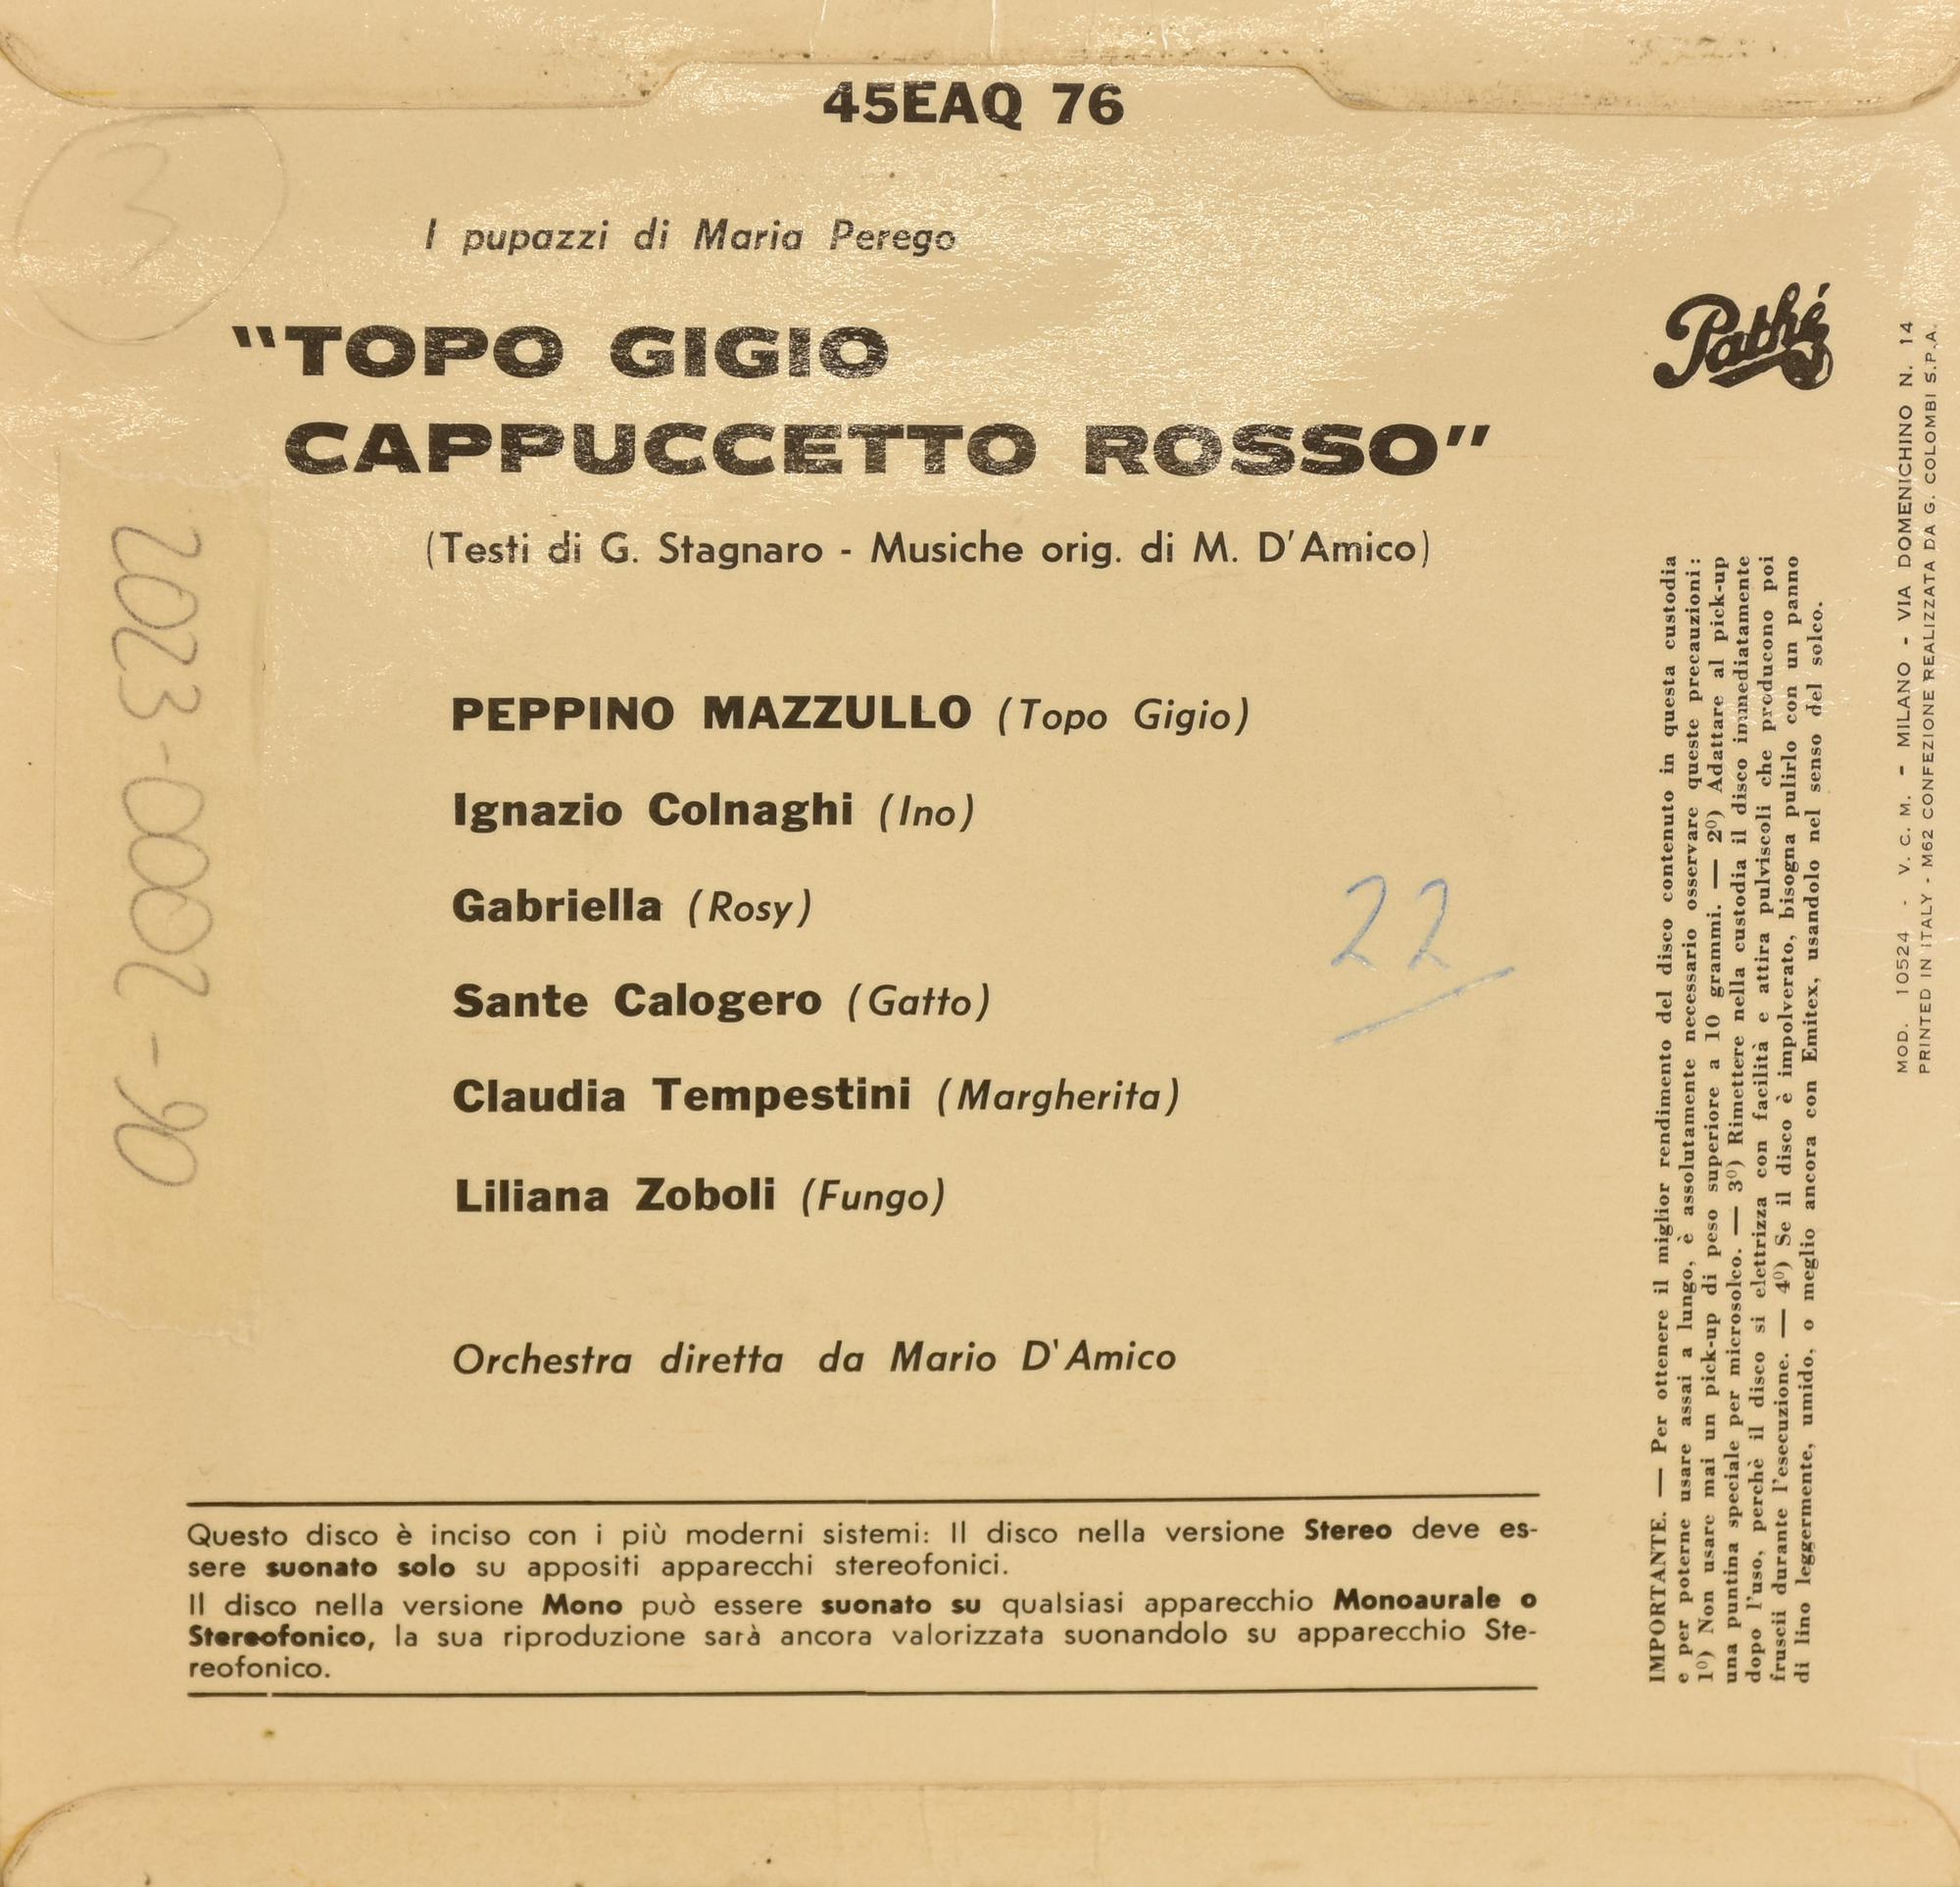 45EAQ 76
3
I pupazzi di Maria Perego
"TOPO GIGIO
CAPPUCCETTO ROSSO"
(Testi di G. Stagnaro - Musiche orig. di M. D'Amico)
Pathé
2023-0002-90
PEPPINO MAZZULLO (Topo Gigio)
Ignazio Colnaghi (Ino)
Gabriella (Rosy)
22
Sante Calogero (Gatto)
Claudia Tempestini (Margherita)
Liliana Zoboli (Fungo)
Orchestra diretta da Mario D'Amico
Questo disco è inciso con i più moderni sistemi: Il disco nella versione Stereo deve es-
sere suonato solo su appositi apparecchi stereofonici.
Il disco nella versione Mono può essere suonato su qualsiasi apparecchio Monoaurale o
Stereofonico, la sua riproduzione sarà ancora valorizzata suonandolo su apparecchio Ste-
reofonico.
IMPORTANTE. — Per ottenere il miglior rendimento del disco contenuto in questa custodia
e per poterne usare assai a lungo, è assolutamente necessario osservare queste precauzioni:
1º) Non usare mai un pick-up di peso superiore a 10 grammi. — 2º) Adattare al pick-up
una puntina speciale per microsolco. — 3º) Rimettere nella custodia il disco immediatamente
dopo l'uso, perchè il disco si elettrizza con facilità e attira pulviscoli che producono poi
fruscii durante l'esecuzione. — 4º) Se il disco è impolverato, bisogna pulirlo con un panno
di lino leggermente, umido, o meglio ancora con Emitex, usandolo nel senso del solco.
MOD. 10524 - V. C. M. - MILANO - VIA DOMENICHINO N. 14
PRINTED IN ITALY - M62 CONFEZIONE REALIZZATA DA G. COLOMBI S.P.A.